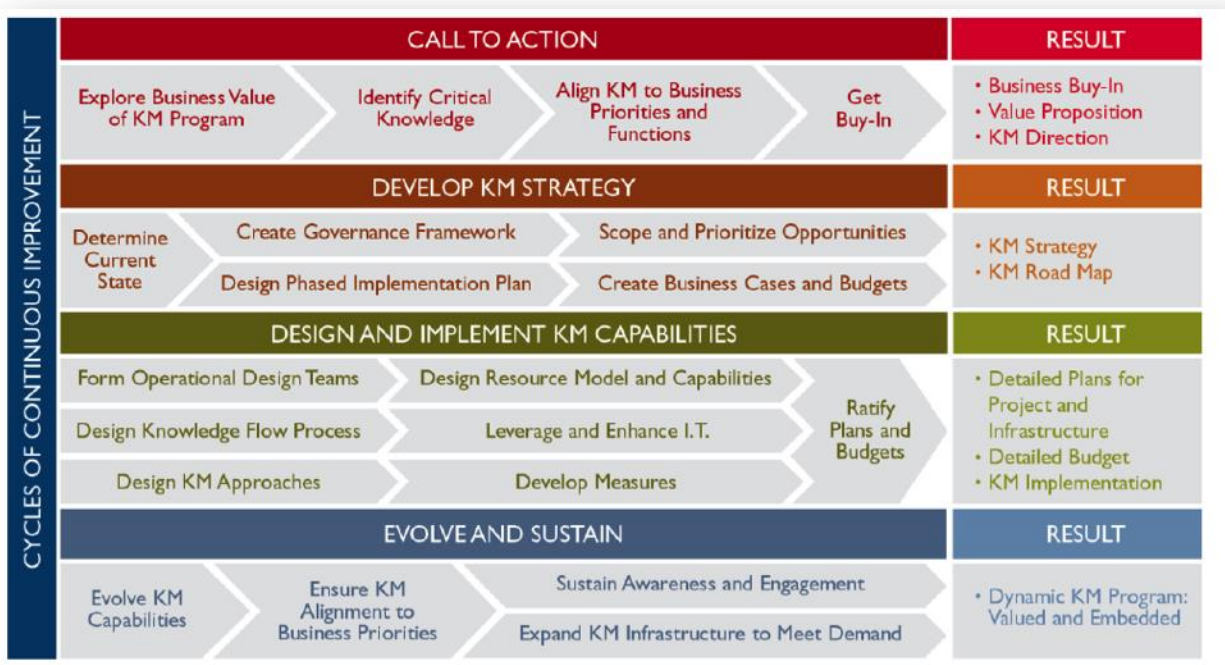 CYCLES OF CONTINUOUS IMPROVEMENT
CALL TO ACTION
RESULT
Explore Business Value
of KM Program
Identify Critical
Knowledge
Align KM to Business
Priorities and
Functions
Get
Buy-In
• Business Buy-In
• Value Proposition
• KM Direction
DEVELOP KM STRATEGY
RESULT
Determine
Current
State
Create Governance Framework
Scope and Prioritize Opportunities
Design Phased Implementation Plan
Create Business Cases and Budgets
• KM Strategy
• KM Road Map
DESIGN AND IMPLEMENT KM CAPABILITIES
RESULT
Form Operational Design Teams
Design Resource Model and Capabilities
Design Knowledge Flow Process
Leverage and Enhance I.T.
Design KM Approaches
Develop Measures
Ratify
Plans and
Budgets
• Detailed Plans for
Project and
Infrastructure
• Detailed Budget
• KM Implementation
EVOLVE AND SUSTAIN
RESULT
Evolve KM
Capabilities
Ensure KM
Alignment to
Business Priorities
Sustain Awareness and Engagement
Expand KM Infrastructure to Meet Demand
• Dynamic KM Program:
Valued and Embedded